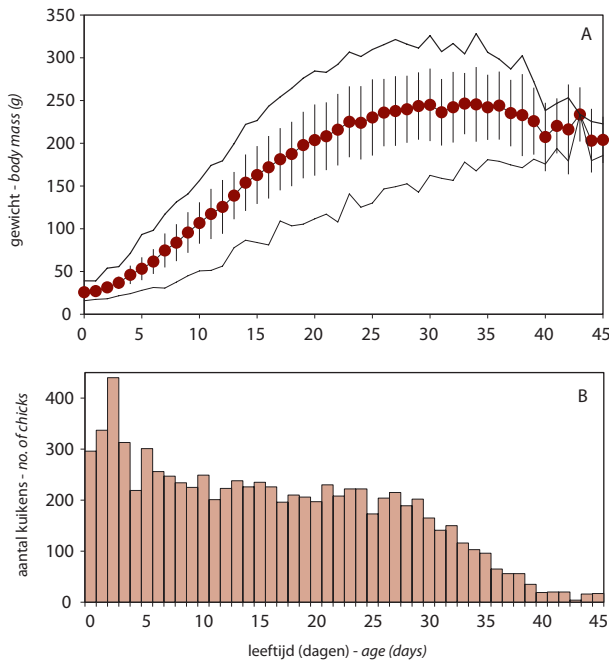 350
300
250
200
150
100
50
0
gewicht - body mass (g)
A
0 5 10 15 20 25 30 35 40 45
400
300
200
100
0
aantal kuikens - no. of chicks
B
0 5 10 15 20 25 30 35 40 45
leeftijd (dagen) - age (days)